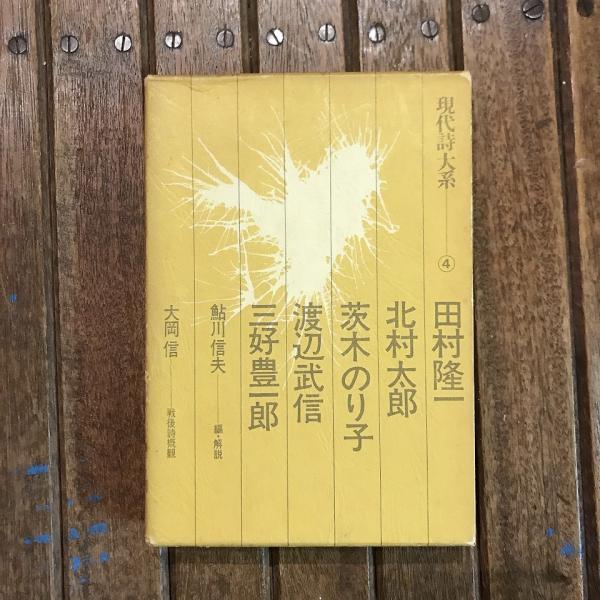 現代詩大系──④
田村隆一
北村太郎
茨木のり子
渡辺武信
三好豊一郎
鮎川信夫──編・解説
大岡信──戦後詩概観